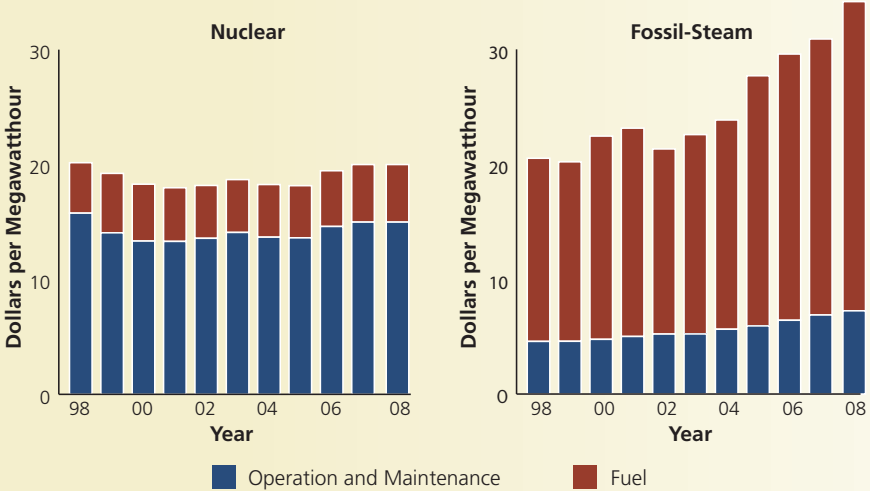 Nuclear
Dollars per Megawatthour
30
20
10
0
98 00 02 04 06 08
Year
Fossil-Steam
Dollars per Megawatthour
30
20
10
0
98 00 02 04 06 08
Year
Operation and Maintenance
Fuel